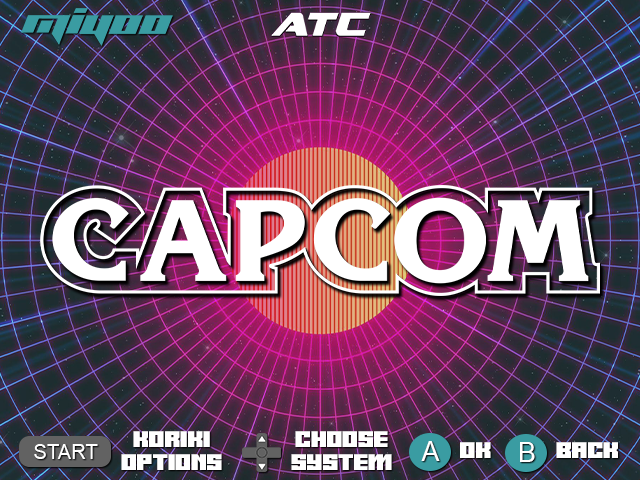 miyoo
ATC
CAPCOM
START
KORIKI
OPTIONS
CHOOSE
SYSTEM
A
OK
B
BACK